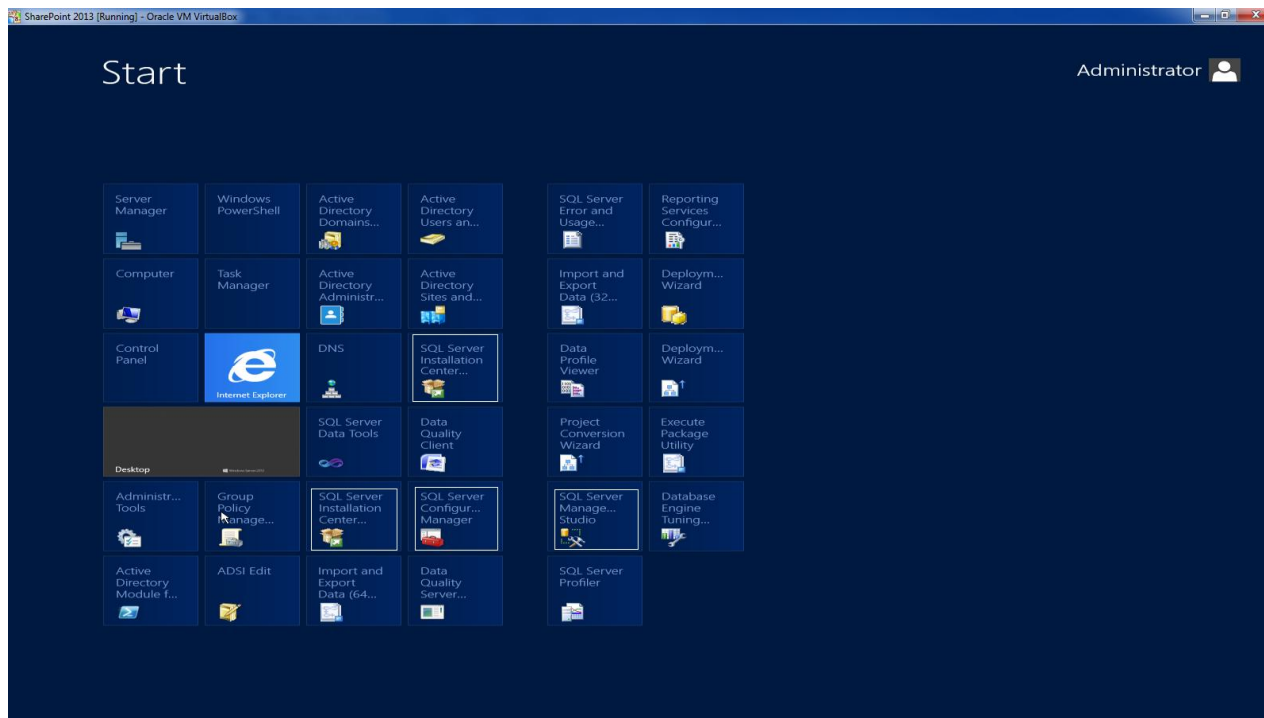 SharePoint 2013 [Running] - Oracle VM VirtualBox
Start
Administrator
Server
Manager
Windows
PowerShell
Active
Directory
Domains...
Active
Directory
Users an...
SQL Server
Error and
Usage...
Reporting
Services
Configur...
Computer
Task
Manager
Active
Directory
Administr...
Active
Directory
Sites and...
Import and
Export
Data (32...
Deploym...
Wizard
Control
Panel
Internet Explorer
DNS
SQL Server
Installation
Center...
Data
Profile
Viewer
Deploym...
Wizard
Desktop
SQL Server
Data Tools
Data
Quality
Client
Project
Conversion
Wizard
Execute
Package
Utility
Administr...
Tools
Group
Policy
Manage...
SQL Server
Installation
Center...
SQL Server
Configur...
Manager
SQL Server
Manage...
Studio
Database
Engine
Tuning...
Active
Directory
Module f...
ADSI Edit
Import and
Export
Data (64...
Data
Quality
Server...
SQL Server
Profiler